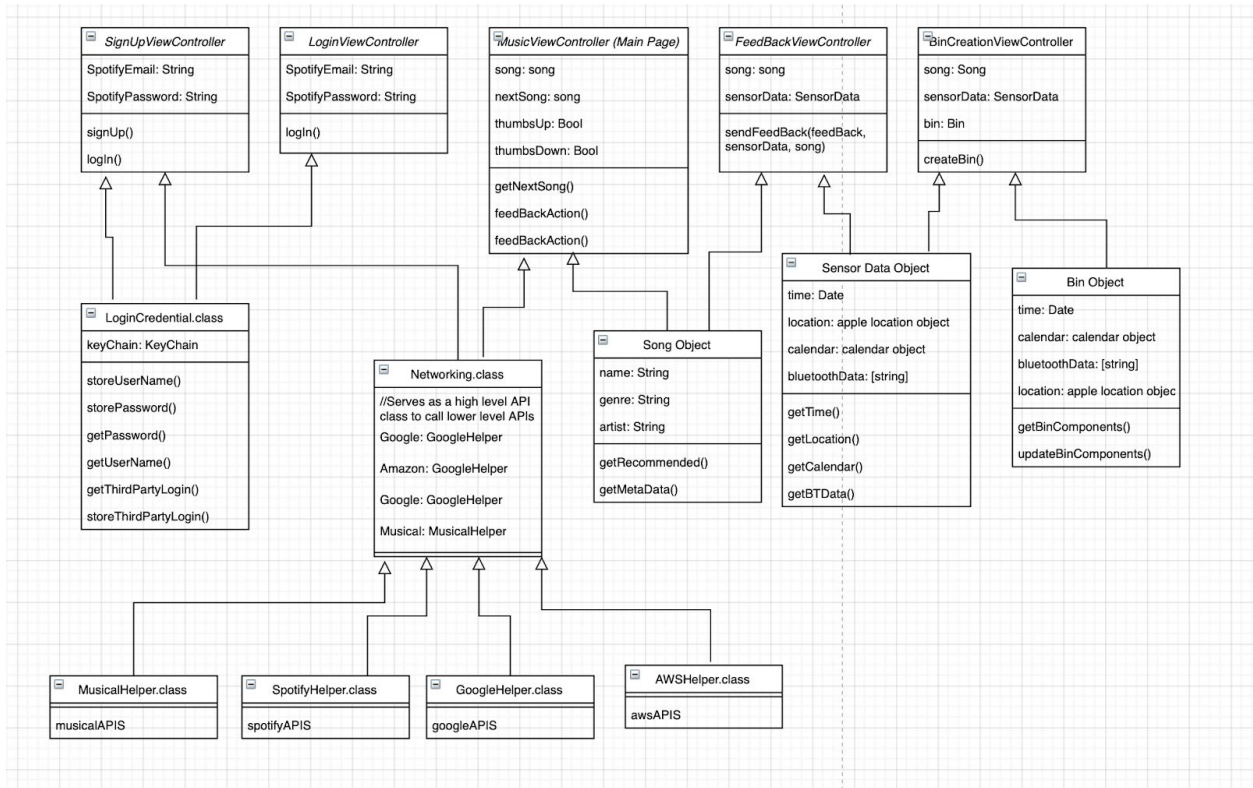 SignUpViewController
SpotifyEmail: String
SpotifyPassword: String
signUp()
logIn()
LoginViewController
SpotifyEmail: String
SpotifyPassword: String
logIn()
MusicViewController (Main Page)
song: song
nextSong: song
thumbsUp: Bool
thumbsDown: Bool
getNextSong()
feedBackAction()
feedBackAction()
FeedBackViewController
song: song
sensorData: SensorData
sendFeedBack(feedBack,
sensorData, song)
BinCreationViewController
song: Song
sensorData: SensorData
bin: Bin
createBin()
LoginCredential.class
keyChain: KeyChain
storeUserName()
storePassword()
getPassword()
getUserName()
getThirdPartyLogin()
storeThirdPartyLogin()
Networking.class
//Serves as a high level API
class to call lower level APIs
Google: GoogleHelper
Amazon: GoogleHelper
Google: GoogleHelper
Musical: MusicalHelper
Song Object
name: String
genre: String
artist: String
getRecommended()
getMetaData()
Sensor Data Object
time: Date
location: apple location object
calendar: calendar object
bluetoothData: [string]
getTime()
getLocation()
getCalendar()
getBTData()
Bin Object
time: Date
calendar: calendar object
bluetoothData: [string]
location: apple location objec
getBinComponents()
updateBinComponents()
MusicalHelper.class
musicalAPIS
SpotifyHelper.class
spotifyAPIS
GoogleHelper.class
googleAPIS
AWSHelper.class
awsAPIS